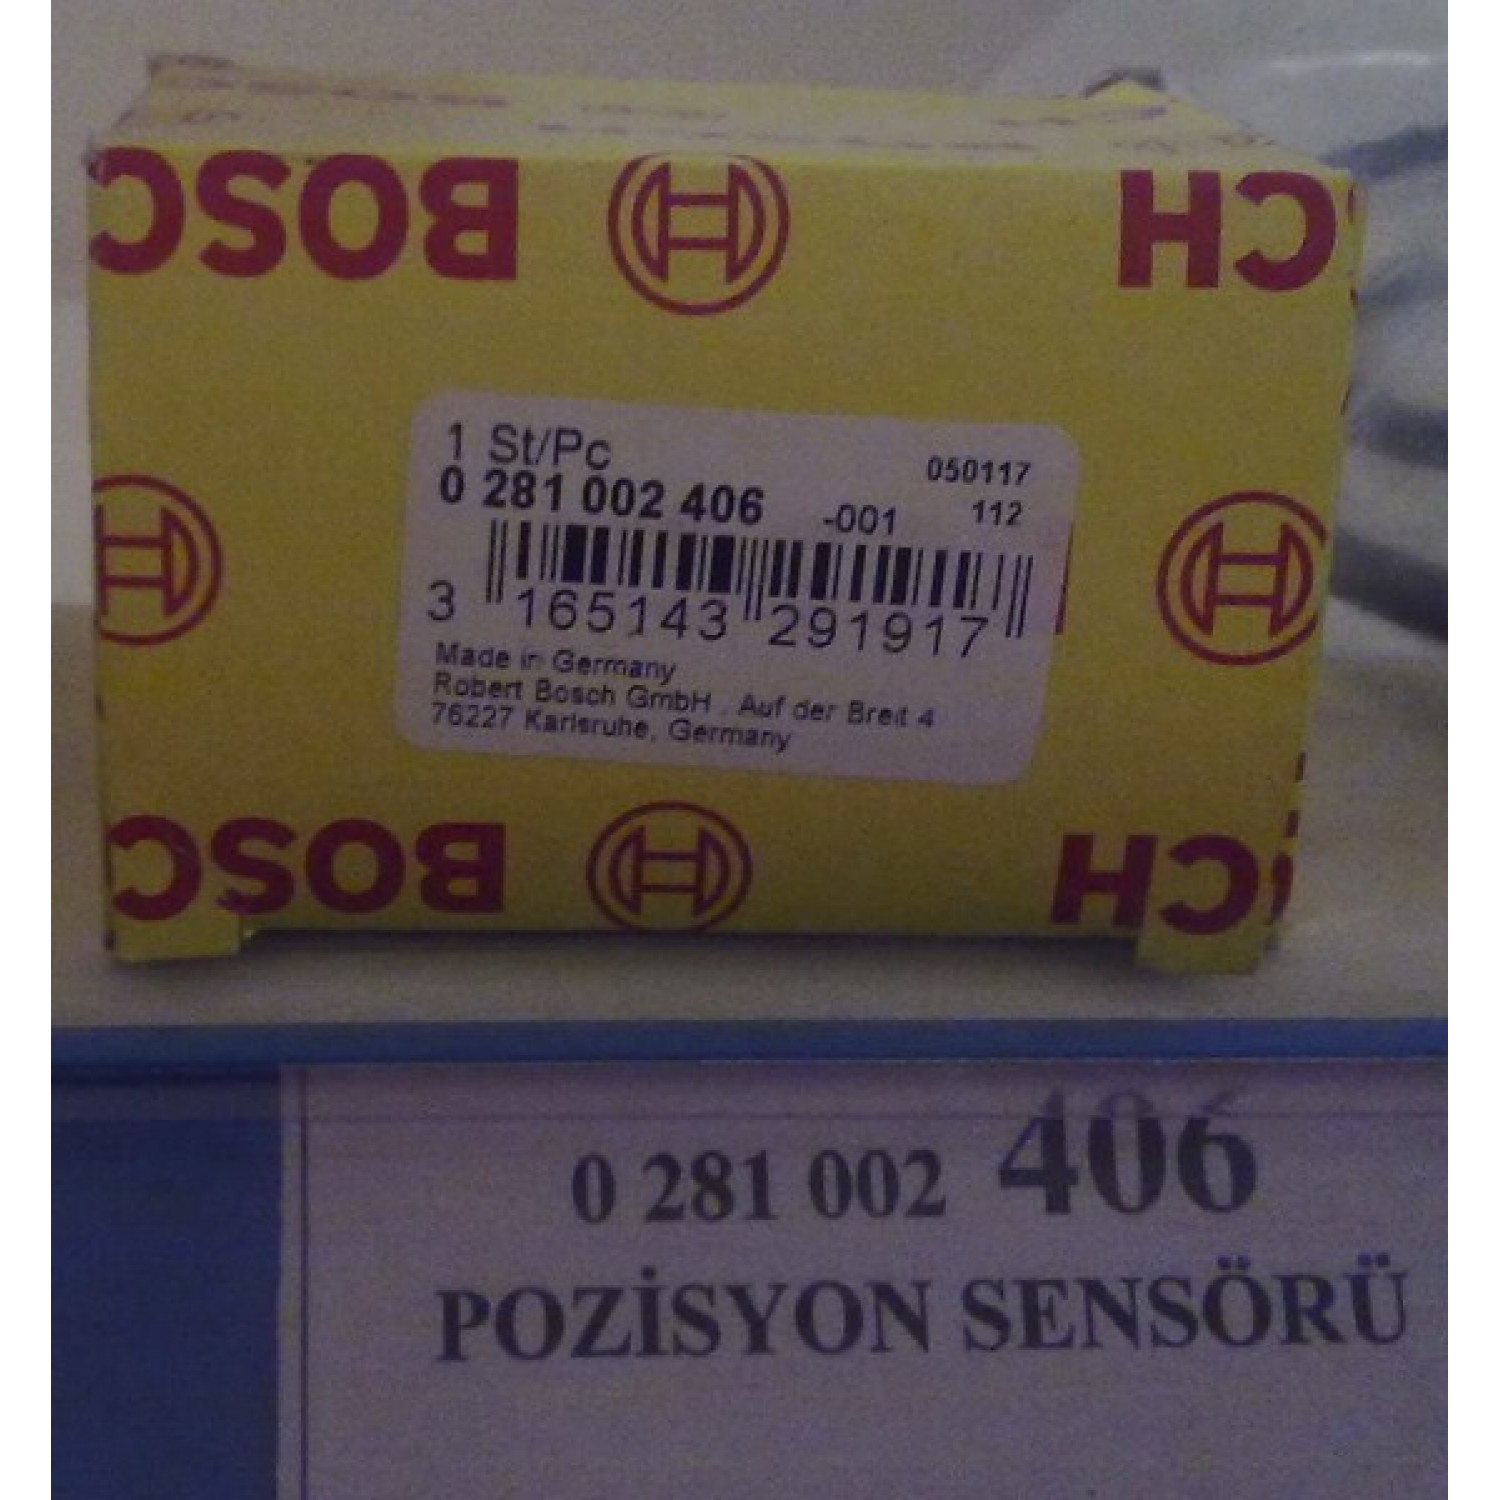 BOSC
CH
1 St/Pc
050117
0 281 002 406 -001 112
3 165143 291917
Made in Germany
Robert Bosch GmbH . Auf der Breit 4
76227 Karlsruhe, Germany
BOSC
CH
0 281 002 406
POZİSYON SENSÖRÜ